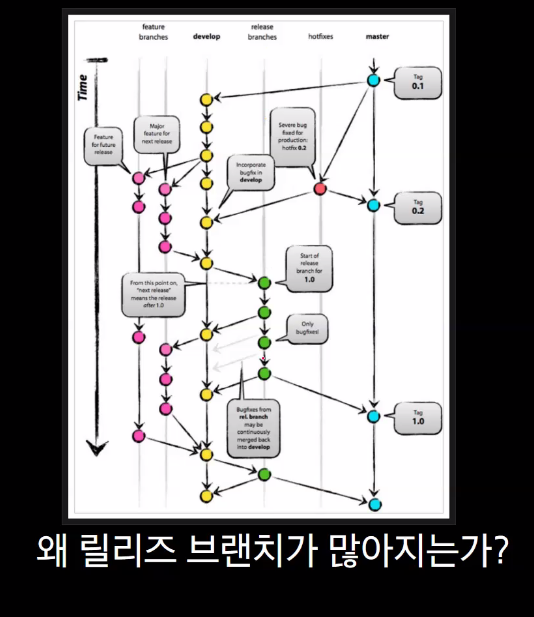 feature
branches
develop
release
branches
hotfixes
master
Time
Tag
0.1
Severe bug
fixed for
production:
hotfix 0.2
Major
feature for
next release
Feature
for future
release
Incorporate
bugfix in
develop
Tag
0.2
Start of
release
branch for
1.0
From this point on,
"next release"
means the release
after 1.0
Only
bugfixes!
Bugfixes from
rel. branch
may be
continuously
merged back
into develop
Tag
1.0
왜 릴리즈 브랜치가 많아지는가?